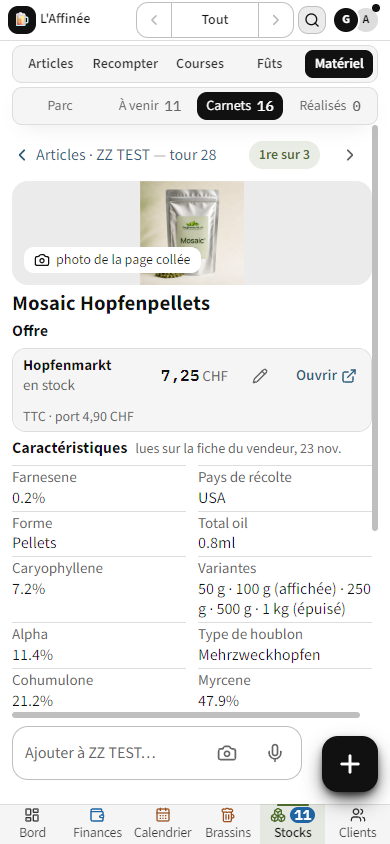 L'Affinée
Tout
G
A
Articles
Recompter
Courses
Fûts
Matériel
Parc
À venir 11
Carnets 16
Réalisés 0
Articles · ZZ TEST — tour 28
1re sur 3
Mosaic
photo de la page collée
Mosaic Hopfenpellets
Offre
Hopfenmarkt
en stock
7,25 CHF
Ouvrir
TTC · port 4,90 CHF
Caractéristiques lues sur la fiche du vendeur, 23 nov.
Farnesene
0.2%
Pays de récolte
USA
Forme
Pellets
Total oil
0.8ml
Caryophyllene
7.2%
Variantes
50 g · 100 g (affichée) · 250
g · 500 g · 1 kg (épuisé)
Alpha
11.4%
Type de houblon
Mehrzweckhopfen
Cohumulone
21.2%
Myrcene
47.9%
Ajouter à ZZ TEST…
Bord
Finances
Calendrier
Brassins
11
Stocks
Clients